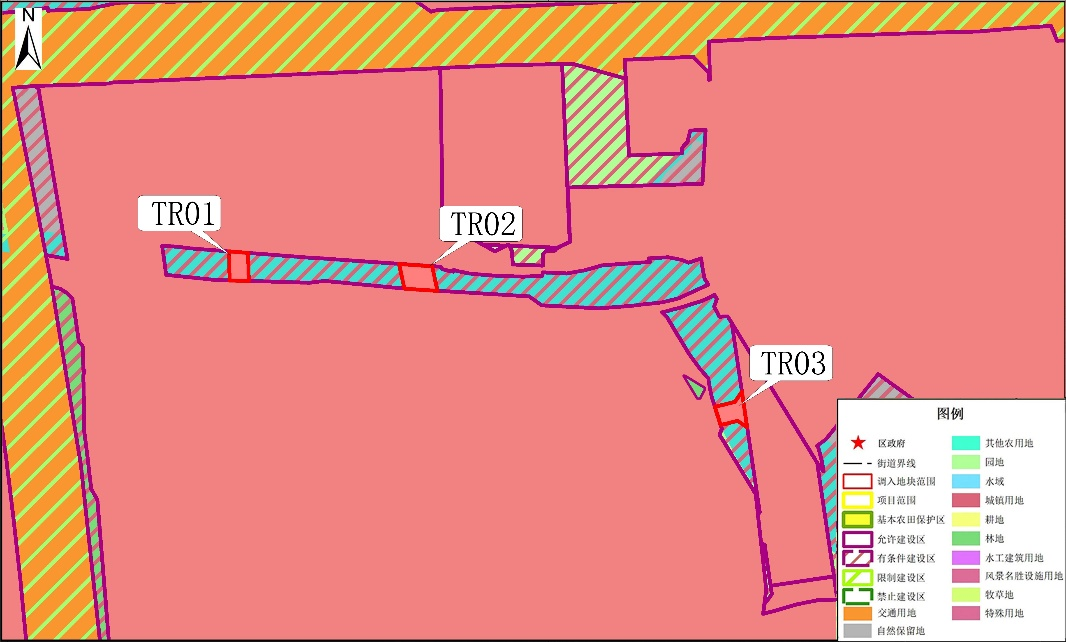 N
TR01
TR02
TR03
图例
区政府
街道界线
调入地块范围
项目范围
基本农田保护区
允许建设区
有条件建设区
限制建设区
禁止建设区
交通用地
自然保留地
其他农用地
园地
水域
城镇用地
耕地
林地
水工建筑用地
风景名胜设施用地
牧草地
特殊用地